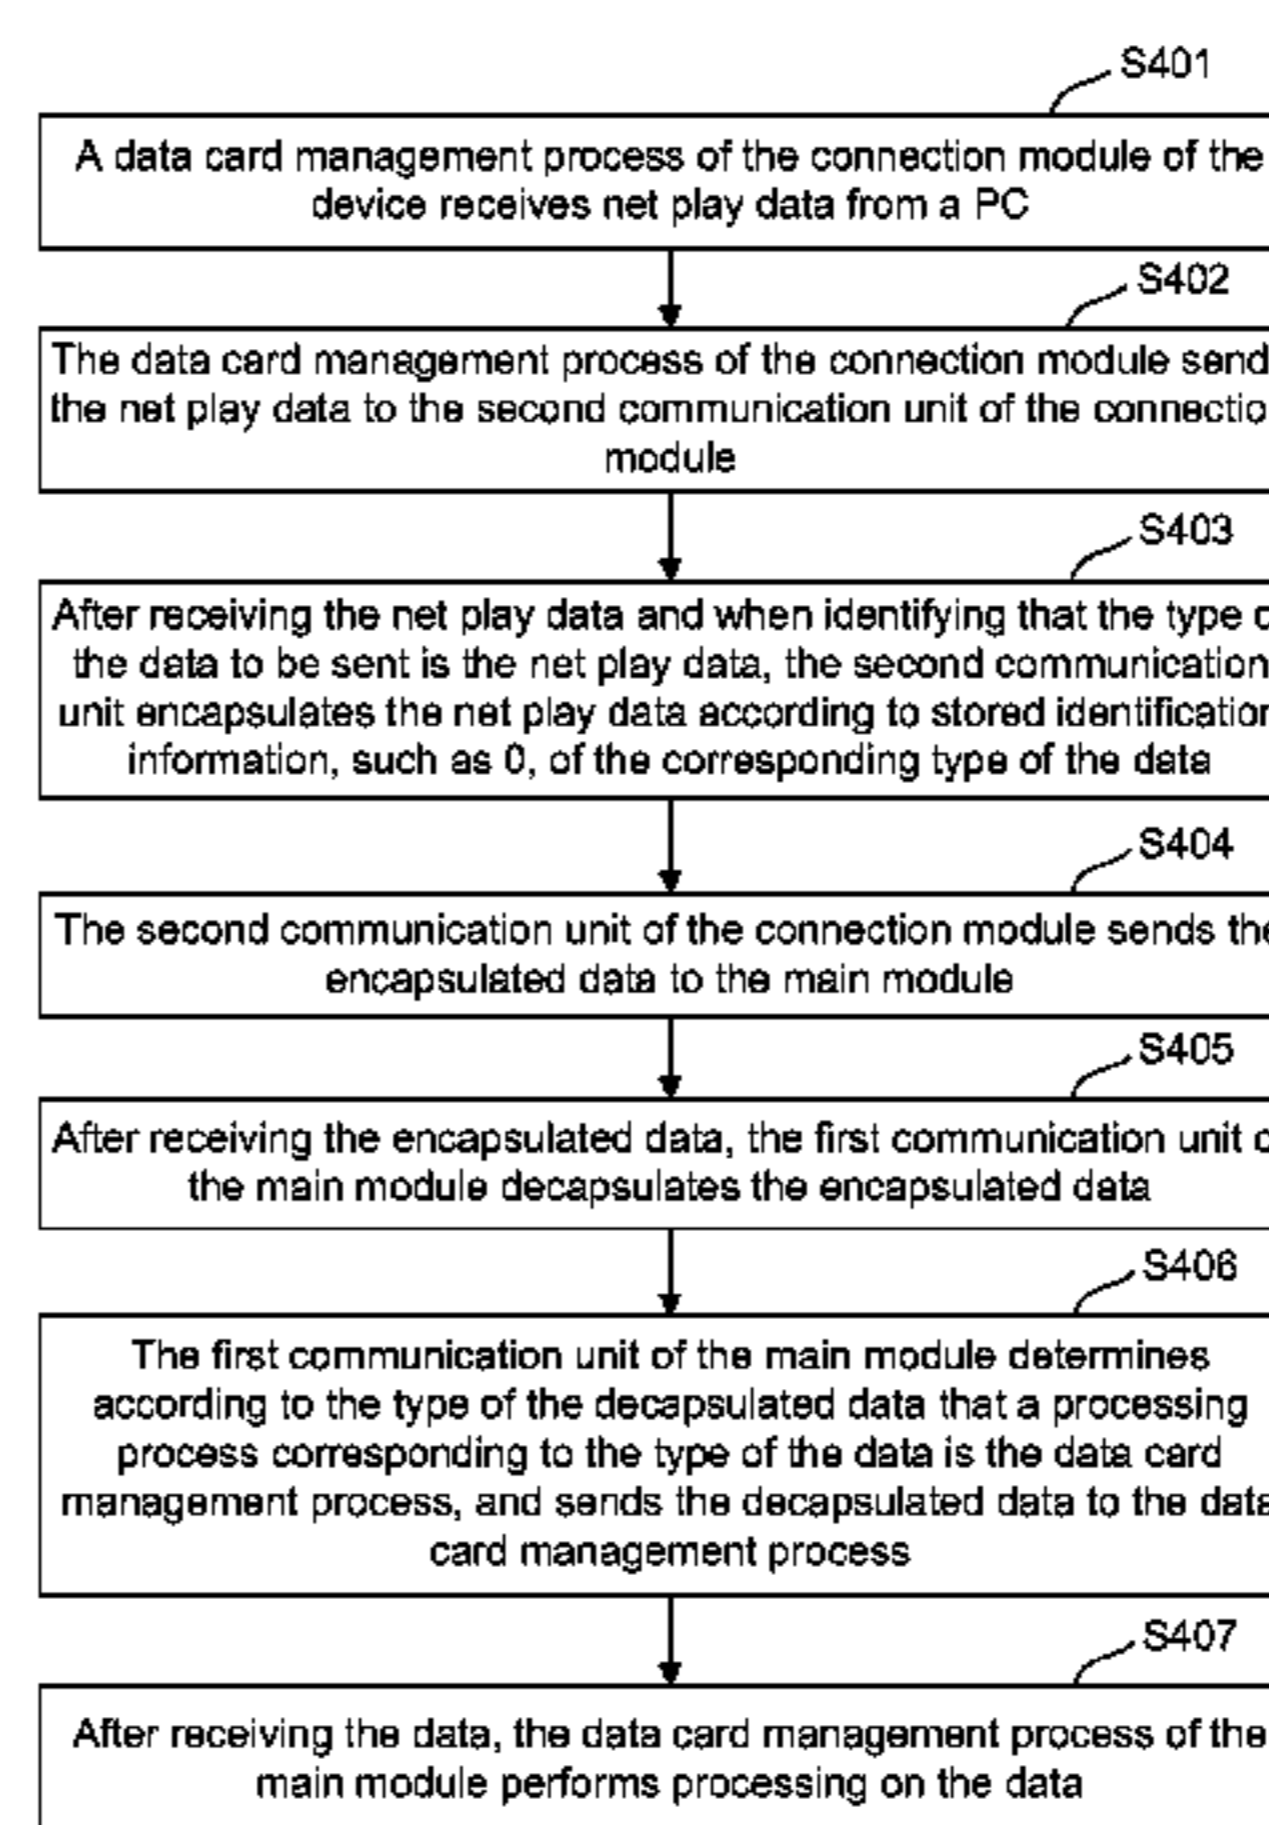 S401
A data card management process of the connection module of the
device receives net play data from a PC
S402
The data card management process of the connection module send
the net play data to the second communication unit of the connectio
module
S403
After receiving the net play data and when identifying that the type o
the data to be sent is the net play data, the second communication
unit encapsulates the net play data according to stored identification
information, such as 0, of the corresponding type of the data
S404
The second communication unit of the connection module sends the
encapsulated data to the main module
S405
After receiving the encapsulated data, the first communication unit o
the main module decapsulates the encapsulated data
S406
The first communication unit of the main module determines
according to the type of the decapsulated data that a processing
process corresponding to the type of the data is the data card
management process, and sends the decapsulated data to the data
card management process
S407
After receiving the data, the data card management process of the
main module performs processing on the data